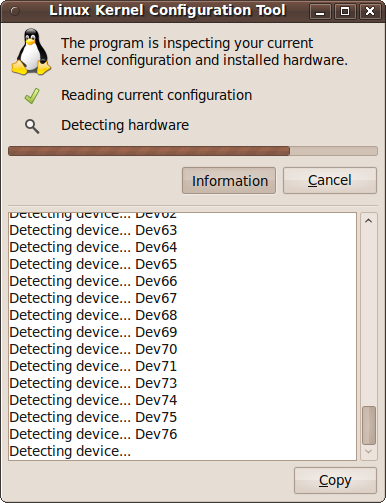 Linux Kernel Configuration Tool
The program is inspecting your current
kernel configuration and installed hardware.
Reading current configuration
Detecting hardware
Information
Cancel
Detecting device... Dev62
Detecting device... Dev63
Detecting device... Dev64
Detecting device... Dev65
Detecting device... Dev66
Detecting device... Dev67
Detecting device... Dev68
Detecting device... Dev69
Detecting device... Dev70
Detecting device... Dev71
Detecting device... Dev73
Detecting device... Dev74
Detecting device... Dev75
Detecting device... Dev76
Detecting device...
Copy